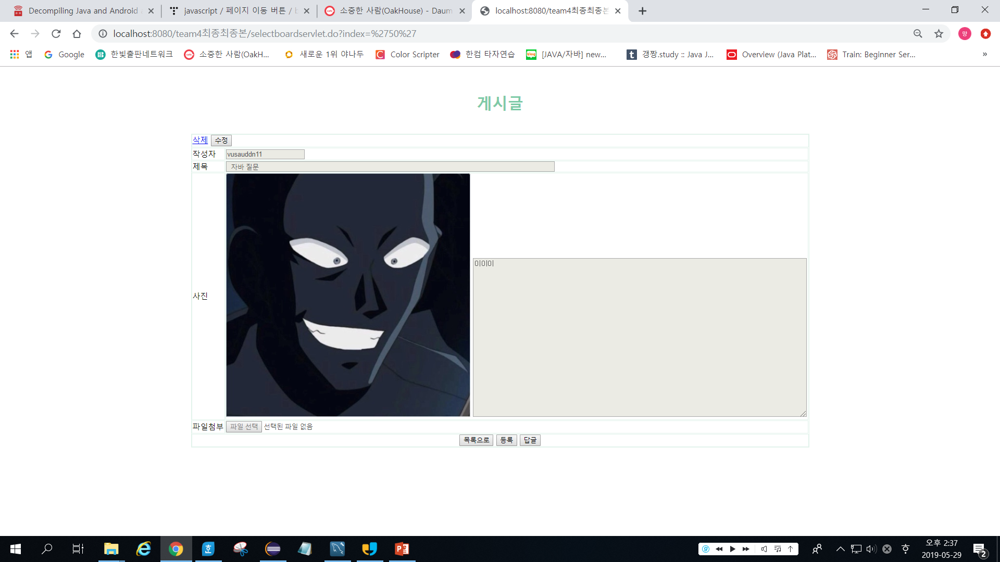 Decompiling Java and Android a
javascript / 페이지 이동 버튼 / b
소중한 사람(OakHouse) - Daum
localhost:8080/team4최종최종본
localhost:8080/team4최종최종본/selectboardservlet.do?index=%2750%27
망
앱
Google
한빛출판네트워크
소중한 사람(OakH...
새로운 1위 야나두
Color Scripter
한컴 타자연습
[JAVA/자바] new...
갱짱.study :: Java J...
Overview (Java Plat...
Train: Beginner Ser...
»
게시글
삭제 수정
작성자 vusauddn11
제목 자바 질문
사진
이이이
파일첨부 파일 선택 선택된 파일 없음
목록으로 등록 답글
오후 2:37
2019-05-29
2